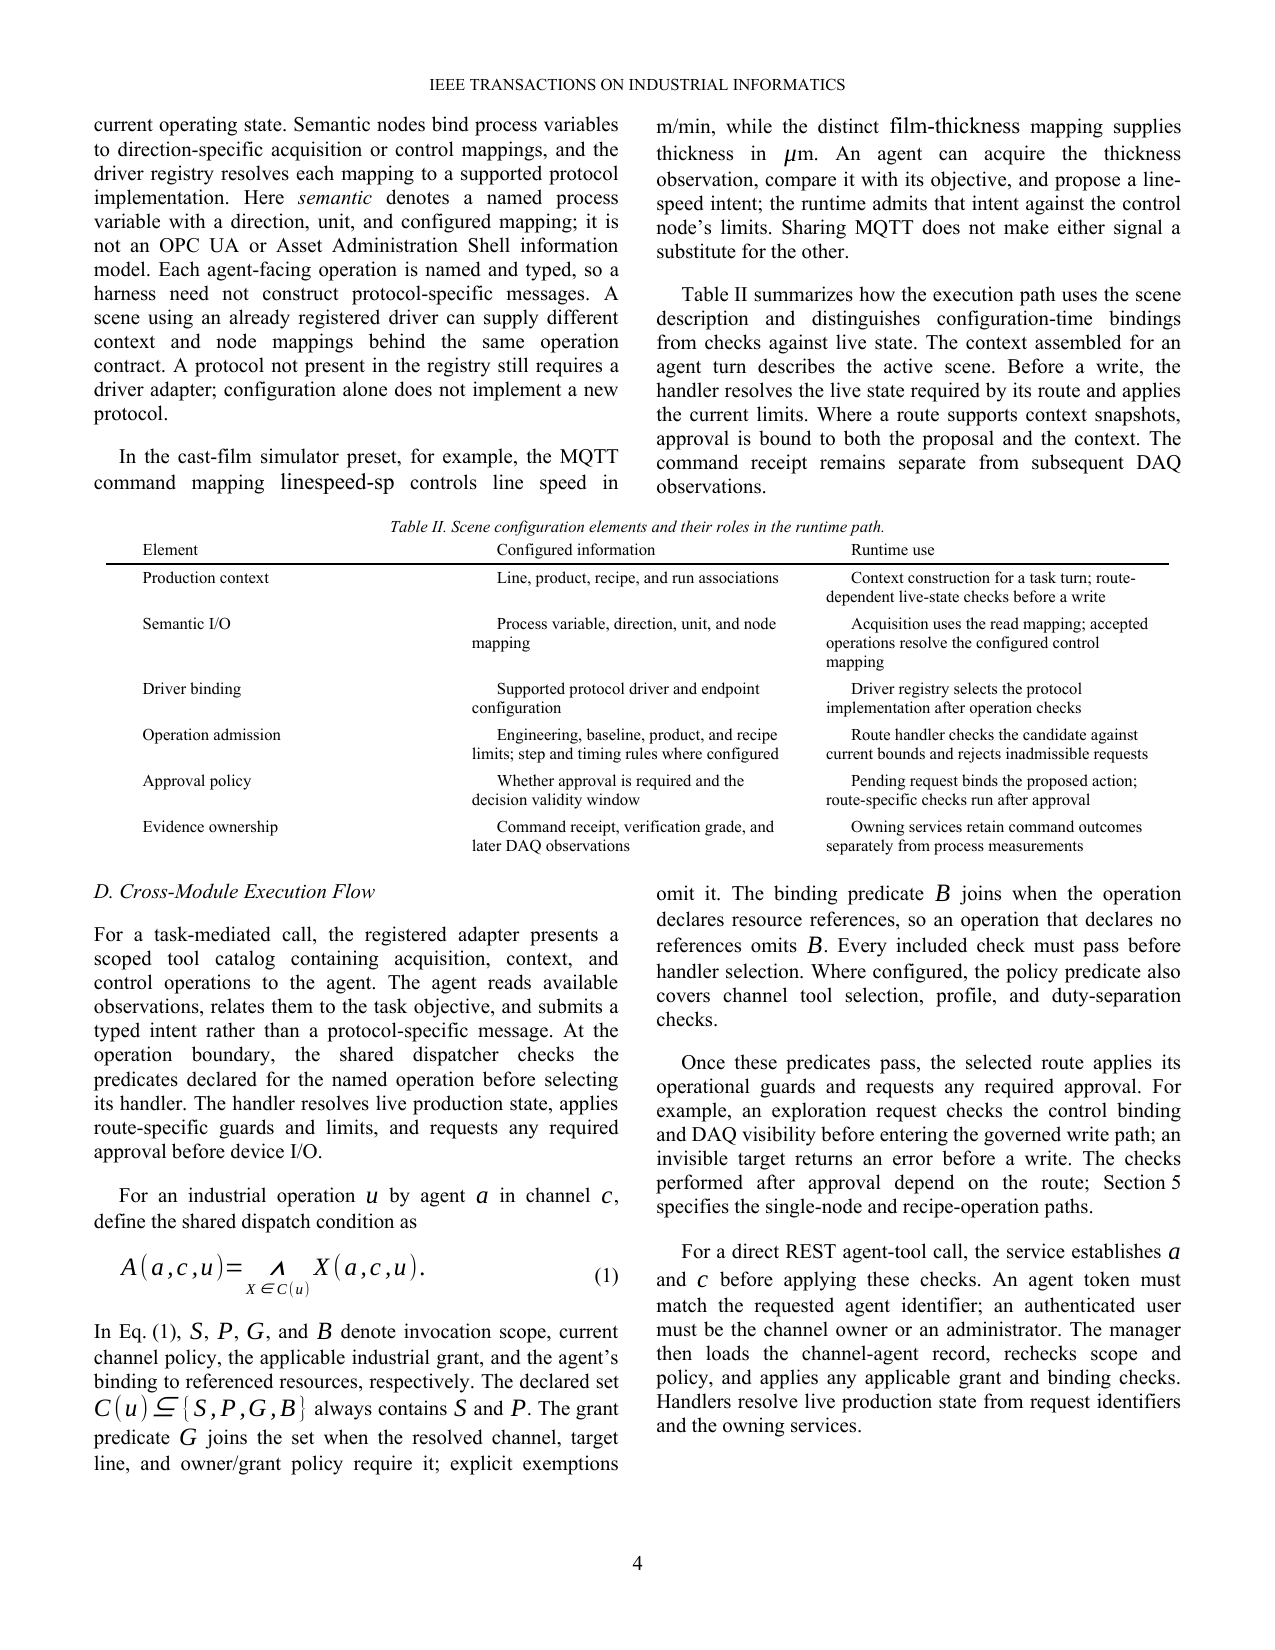 IEEE TRANSACTIONS ON INDUSTRIAL INFORMATICS
current operating state. Semantic nodes bind process variables
to direction-specific acquisition or control mappings, and the
driver registry resolves each mapping to a supported protocol
implementation. Here semantic denotes a named process
variable with a direction, unit, and configured mapping; it is
not an OPC UA or Asset Administration Shell information
model. Each agent-facing operation is named and typed, so a
harness need not construct protocol-specific messages. A
scene using an already registered driver can supply different
context and node mappings behind the same operation
contract. A protocol not present in the registry still requires a
driver adapter; configuration alone does not implement a new
protocol.
In the cast-film simulator preset, for example, the MQTT
command mapping linespeed-sp controls line speed in
m/min, while the distinct film-thickness mapping supplies
thickness in μm. An agent can acquire the thickness
observation, compare it with its objective, and propose a line-
speed intent; the runtime admits that intent against the control
node's limits. Sharing MQTT does not make either signal a
substitute for the other.
Table II summarizes how the execution path uses the scene
description and distinguishes configuration-time bindings
from checks against live state. The context assembled for an
agent turn describes the active scene. Before a write, the
handler resolves the live state required by its route and applies
the current limits. Where a route supports context snapshots,
approval is bound to both the proposal and the context. The
command receipt remains separate from subsequent DAQ
observations.
Table II. Scene configuration elements and their roles in the runtime path.
Element Configured information Runtime use
Production context Line, product, recipe, and run associations Context construction for a task turn; route-
dependent live-state checks before a write
Semantic I/O Process variable, direction, unit, and node Acquisition uses the read mapping; accepted
mapping operations resolve the configured control
mapping
Driver binding Supported protocol driver and endpoint Driver registry selects the protocol
configuration implementation after operation checks
Operation admission Engineering, baseline, product, and recipe Route handler checks the candidate against
limits; step and timing rules where configured current bounds and rejects inadmissible requests
Approval policy Whether approval is required and the Pending request binds the proposed action;
decision validity window route-specific checks run after approval
Evidence ownership Command receipt, verification grade, and Owning services retain command outcomes
later DAQ observations separately from process measurements
D. Cross-Module Execution Flow
For a task-mediated call, the registered adapter presents a
scoped tool catalog containing acquisition, context, and
control operations to the agent. The agent reads available
observations, relates them to the task objective, and submits a
typed intent rather than a protocol-specific message. At the
operation boundary, the shared dispatcher checks the
predicates declared for the named operation before selecting
its handler. The handler resolves live production state, applies
route-specific guards and limits, and requests any required
approval before device I/O.
For an industrial operation u by agent a in channel c,
define the shared dispatch condition as
A(a,c,u)= ∧ X(a,c,u). (1)
X∈C(u)
In Eq. (1), S, P, G, and B denote invocation scope, current
channel policy, the applicable industrial grant, and the agent's
binding to referenced resources, respectively. The declared set
C(u)⊆{S,P,G,B} always contains S and P. The grant
predicate G joins the set when the resolved channel, target
line, and owner/grant policy require it; explicit exemptions
omit it. The binding predicate B joins when the operation
declares resource references, so an operation that declares no
references omits B. Every included check must pass before
handler selection. Where configured, the policy predicate also
covers channel tool selection, profile, and duty-separation
checks.
Once these predicates pass, the selected route applies its
operational guards and requests any required approval. For
example, an exploration request checks the control binding
and DAQ visibility before entering the governed write path; an
invisible target returns an error before a write. The checks
performed after approval depend on the route; Section 5
specifies the single-node and recipe-operation paths.
For a direct REST agent-tool call, the service establishes a
and c before applying these checks. An agent token must
match the requested agent identifier; an authenticated user
must be the channel owner or an administrator. The manager
then loads the channel-agent record, rechecks scope and
policy, and applies any applicable grant and binding checks.
Handlers resolve live production state from request identifiers
and the owning services.
4